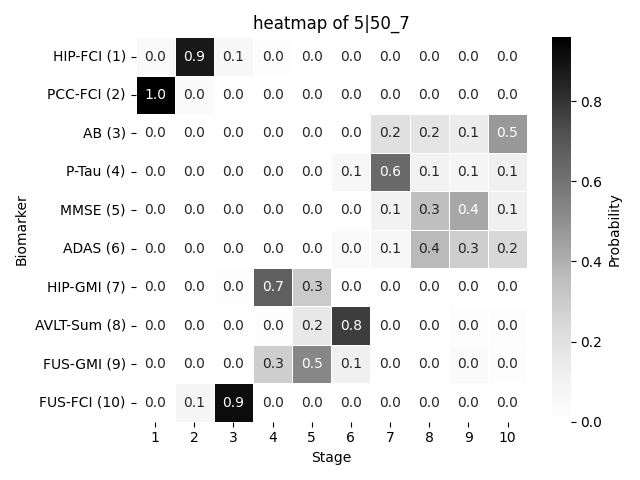 heatmap of 5|50_7
HIP-FCI (1) 0.0 0.9 0.1 0.0 0.0 0.0 0.0 0.0 0.0 0.0
PCC-FCI (2) 1.0 0.0 0.0 0.0 0.0 0.0 0.0 0.0 0.0 0.0
AB (3) 0.0 0.0 0.0 0.0 0.0 0.0 0.2 0.2 0.1 0.5
P-Tau (4) 0.0 0.0 0.0 0.0 0.0 0.1 0.6 0.1 0.1 0.1
MMSE (5) 0.0 0.0 0.0 0.0 0.0 0.0 0.1 0.3 0.4 0.1
ADAS (6) 0.0 0.0 0.0 0.0 0.0 0.0 0.1 0.4 0.3 0.2
HIP-GMI (7) 0.0 0.0 0.0 0.7 0.3 0.0 0.0 0.0 0.0 0.0
AVLT-Sum (8) 0.0 0.0 0.0 0.0 0.2 0.8 0.0 0.0 0.0 0.0
FUS-GMI (9) 0.0 0.0 0.0 0.3 0.5 0.1 0.0 0.0 0.0 0.0
FUS-FCI (10) 0.0 0.1 0.9 0.0 0.0 0.0 0.0 0.0 0.0 0.0
1 2 3 4 5 6 7 8 9 10
Stage
Biomarker
0.8
0.6
0.4
0.2
0.0
Probability